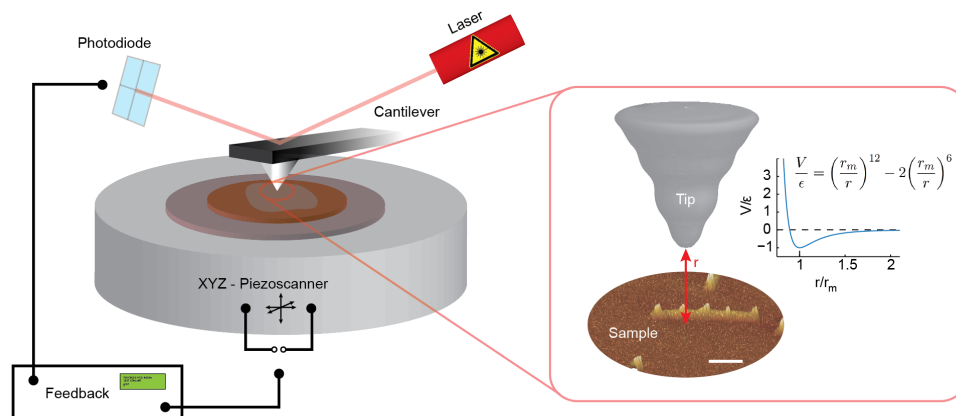 Laser
Photodiode
Cantilever
XYZ - Piezoscanner
Feedback
Tip
r
Sample
V/ε = (r_m/r)^12 − 2(r_m/r)^6
V/ε
3
2
1
0
−1
1
1.5
2
r/r_m